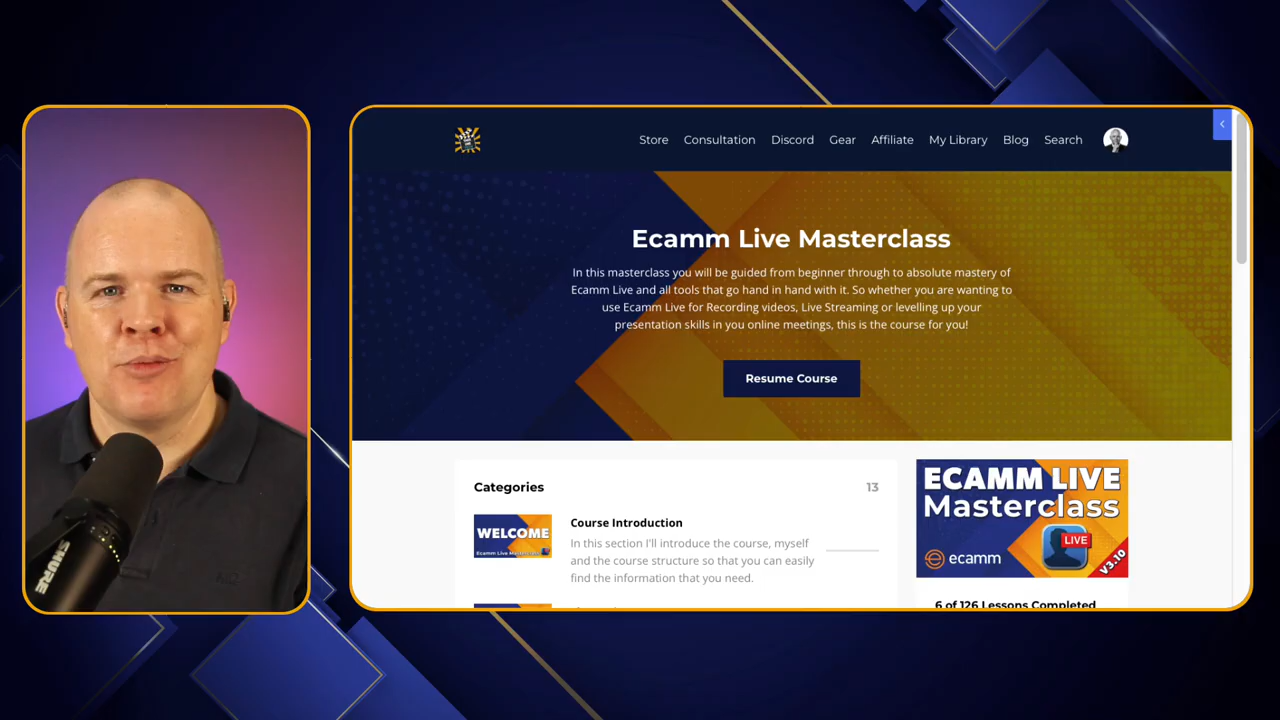 Store Consultation Discord Gear Affiliate My Library Blog Search
Ecamm Live Masterclass
In this masterclass you will be guided from beginner through to absolute mastery of
Ecamm Live and all tools that go hand in hand with it. So whether you are wanting to
use Ecamm Live for Recording videos, Live Streaming or levelling up your
presentation skills in you online meetings, this is the course for you!
Resume Course
Categories 13
WELCOME
Ecamm Live Masterclass
Course Introduction
In this section I'll introduce the course, myself
and the course structure so that you can easily
find the information that you need.
ECAMM LIVE
Masterclass
LIVE
ecamm
V3.10
6 of 126 Lessons Completed
SHURE